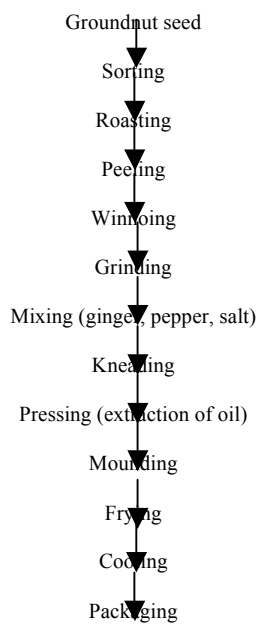 Groundnut seed
Sorting
Roasting
Peeling
Winnoing
Grinding
Mixing (ginger, pepper, salt)
Kneading
Pressing (extraction of oil)
Mounding
Frying
Cooling
Packaging